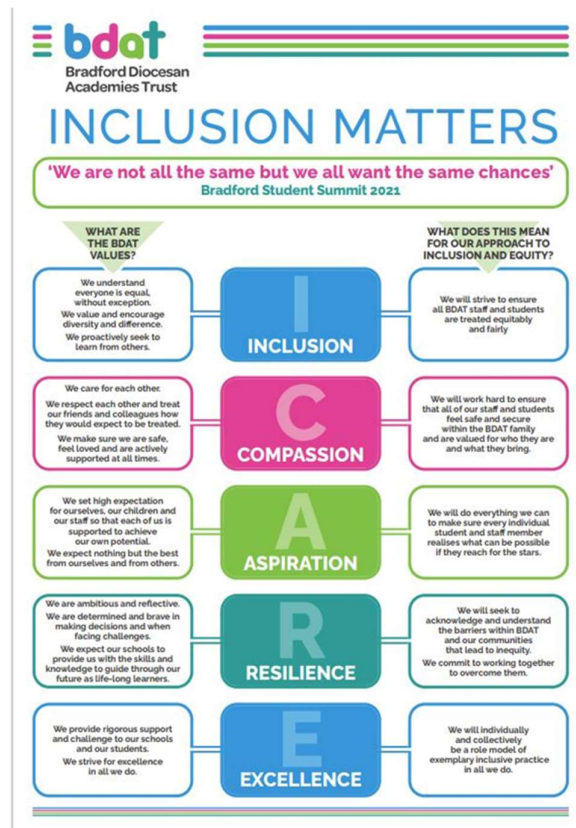 bdat
Bradford Diocesan
Academies Trust
INCLUSION MATTERS
‘We are not all the same but we all want the same chances’
Bradford Student Summit 2021
WHAT ARE
THE BDAT
VALUES?
WHAT DOES THIS MEAN
FOR OUR APPROACH TO
INCLUSION AND EQUITY?
We understand
everyone is equal,
without exception.
We value and encourage
diversity and difference.
We proactively seek to
learn from others.
I
INCLUSION
We will strive to ensure
all BDAT staff and students
are treated equitably
and fairly
We care for each other.
We respect each other and treat
our friends and colleagues how
they would expect to be treated.
We make sure we are safe,
feel loved and are actively
supported at all times.
C
COMPASSION
We will work hard to ensure
that all of our staff and students
feel safe and secure
within the BDAT family
and are valued for who they are
and what they bring.
We set high expectation
for ourselves, our children and
our staff so that each of us is
supported to achieve
our own potential.
We expect nothing but the best
from ourselves and from others.
A
ASPIRATION
We will do everything we can
to make sure every individual
student and staff member
realises what can be possible
if they reach for the stars.
We are ambitious and reflective.
We are determined and brave in
making decisions and when
facing challenges.
We expect our schools to
provide us with the skills and
knowledge to guide through our
future as life-long learners.
R
RESILIENCE
We will seek to
acknowledge and understand
the barriers within BDAT
and our communities
that lead to inequity.
We commit to working together
to overcome them.
We provide rigorous support
and challenge to our schools
and our students.
We strive for excellence
in all we do.
E
EXCELLENCE
We will individually
and collectively
be a role model of
exemplary inclusive practice
in all we do.